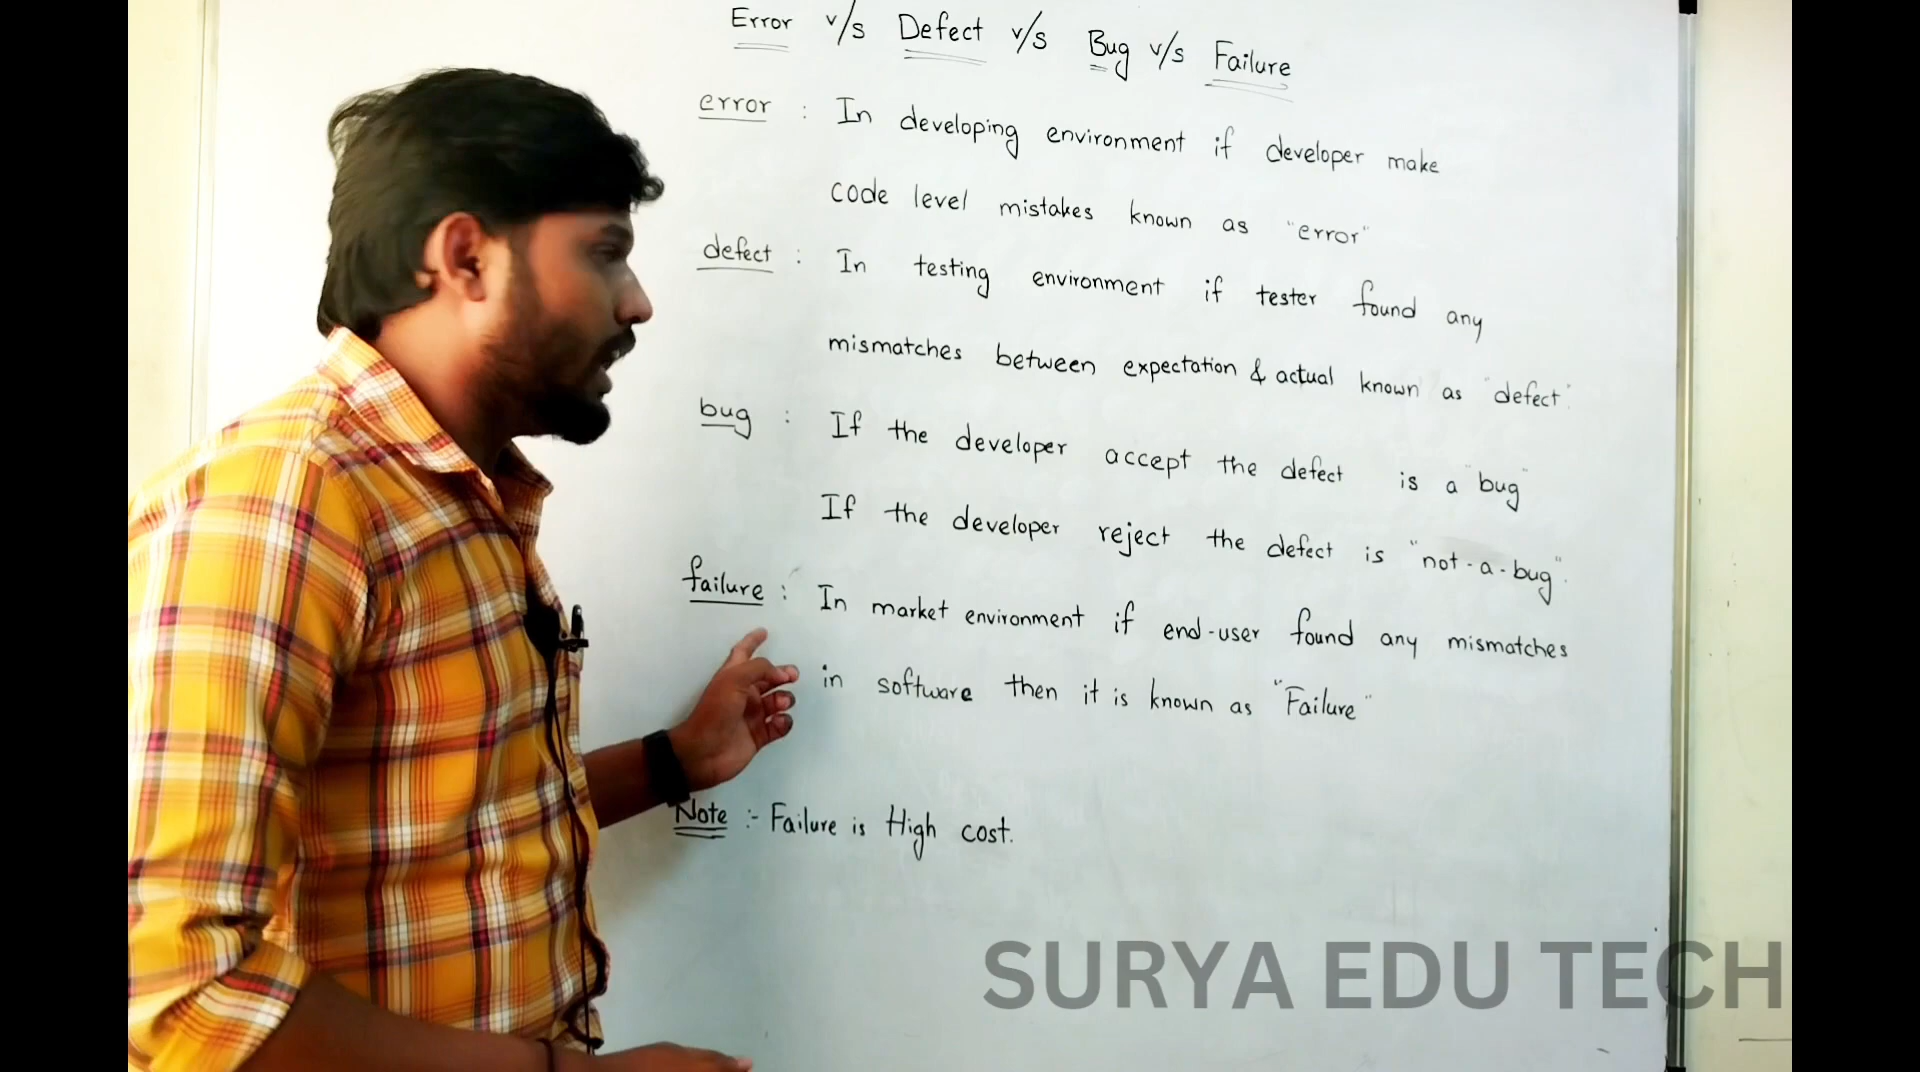 Error v/s Defect v/s Bug v/s Failure
error : In developing environment if developer make
code level mistakes known as "error"
defect : In testing environment if tester found any
mismatches between expectation & actual known as "defect".
bug : If the developer accept the defect is a "bug"
If the developer reject the defect is "not-a-bug".
failure : In market environment if end-user found any mismatches
in software then it is known as "Failure"
Note :- Failure is High cost.
SURYA EDU TECH